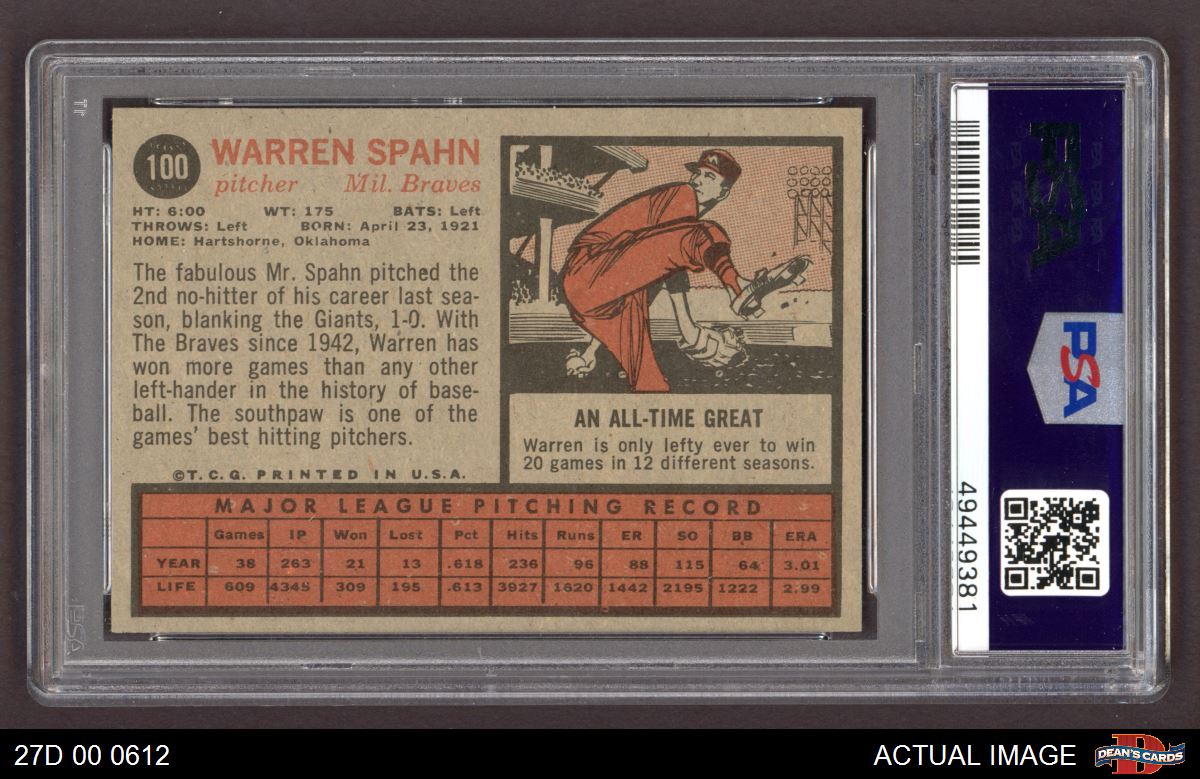 100
WARREN SPAHN
pitcher Mil. Braves
HT: 6:00 WT: 175 BATS: Left
THROWS: Left BORN: April 23, 1921
HOME: Hartshorne, Oklahoma
The fabulous Mr. Spahn pitched the
2nd no-hitter of his career last sea-
son, blanking the Giants, 1-0. With
The Braves since 1942, Warren has
won more games than any other
left-hander in the history of base-
ball. The southpaw is one of the
games' best hitting pitchers.
©T.C.G. PRINTED IN U.S.A.
AN ALL-TIME GREAT
Warren is only lefty ever to win
20 games in 12 different seasons.
MAJOR LEAGUE PITCHING RECORD
Games IP Won Lost Pct Hits Runs ER SO BB ERA
YEAR 38 263 21 13 .618 236 96 88 115 64 3.01
LIFE 609 4345 309 195 .613 3927 1620 1442 2195 1222 2.99
PSA
PSA
49449381
PSA
27D 00 0612
ACTUAL IMAGE
DEAN'S CARDS